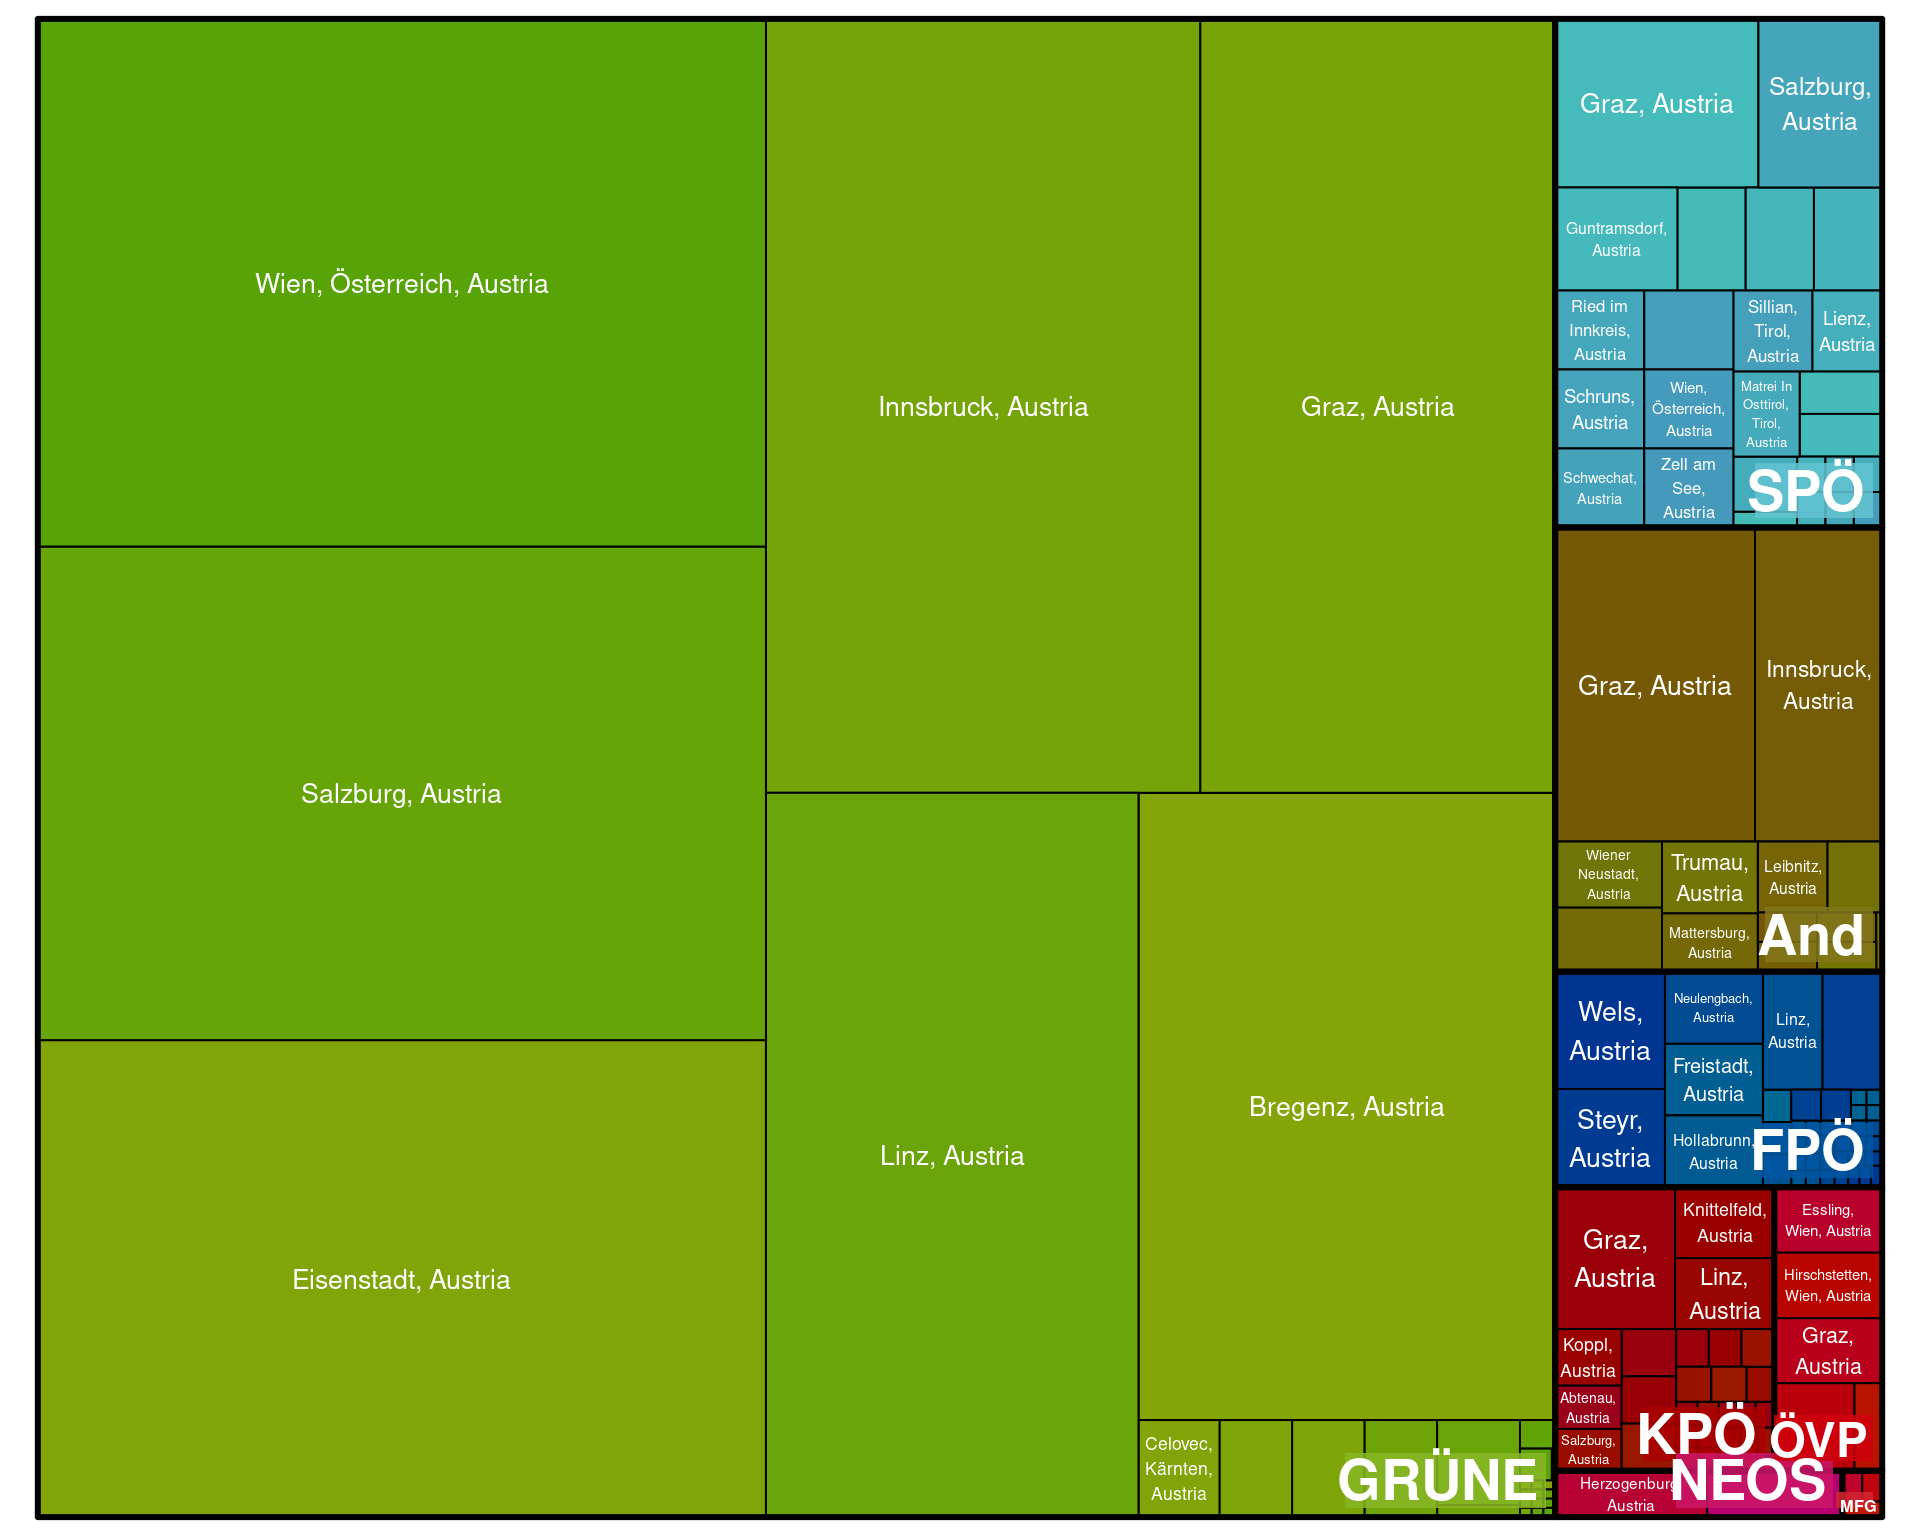 Wien, Österreich, Austria
Salzburg, Austria
Eisenstadt, Austria
Innsbruck, Austria
Graz, Austria
Linz, Austria
Bregenz, Austria
Celovec,
Kärnten,
Austria
GRÜNE
Graz, Austria
Salzburg,
Austria
Guntramsdorf,
Austria
Ried im
Innkreis,
Austria
Schruns,
Austria
Schwechat,
Austria
Wien,
Österreich,
Austria
Zell am
See,
Austria
Sillian,
Tirol,
Austria
Lienz,
Austria
Matrei In
Osttirol,
Tirol,
Austria
SPÖ
Graz, Austria
Innsbruck,
Austria
Wiener
Neustadt,
Austria
Trumau,
Austria
Mattersburg,
Austria
Leibnitz,
Austria
And
Wels,
Austria
Steyr,
Austria
Neulengbach,
Austria
Freistadt,
Austria
Hollabrunn,
Austria
Linz,
Austria
FPÖ
Graz,
Austria
Knittelfeld,
Austria
Linz,
Austria
Koppl,
Austria
Abtenau,
Austria
Salzburg,
Austria
KPÖ
Essling,
Wien, Austria
Hirschstetten,
Wien, Austria
Graz,
Austria
ÖVP
Herzogenburg
Austria
NEOS
MFG